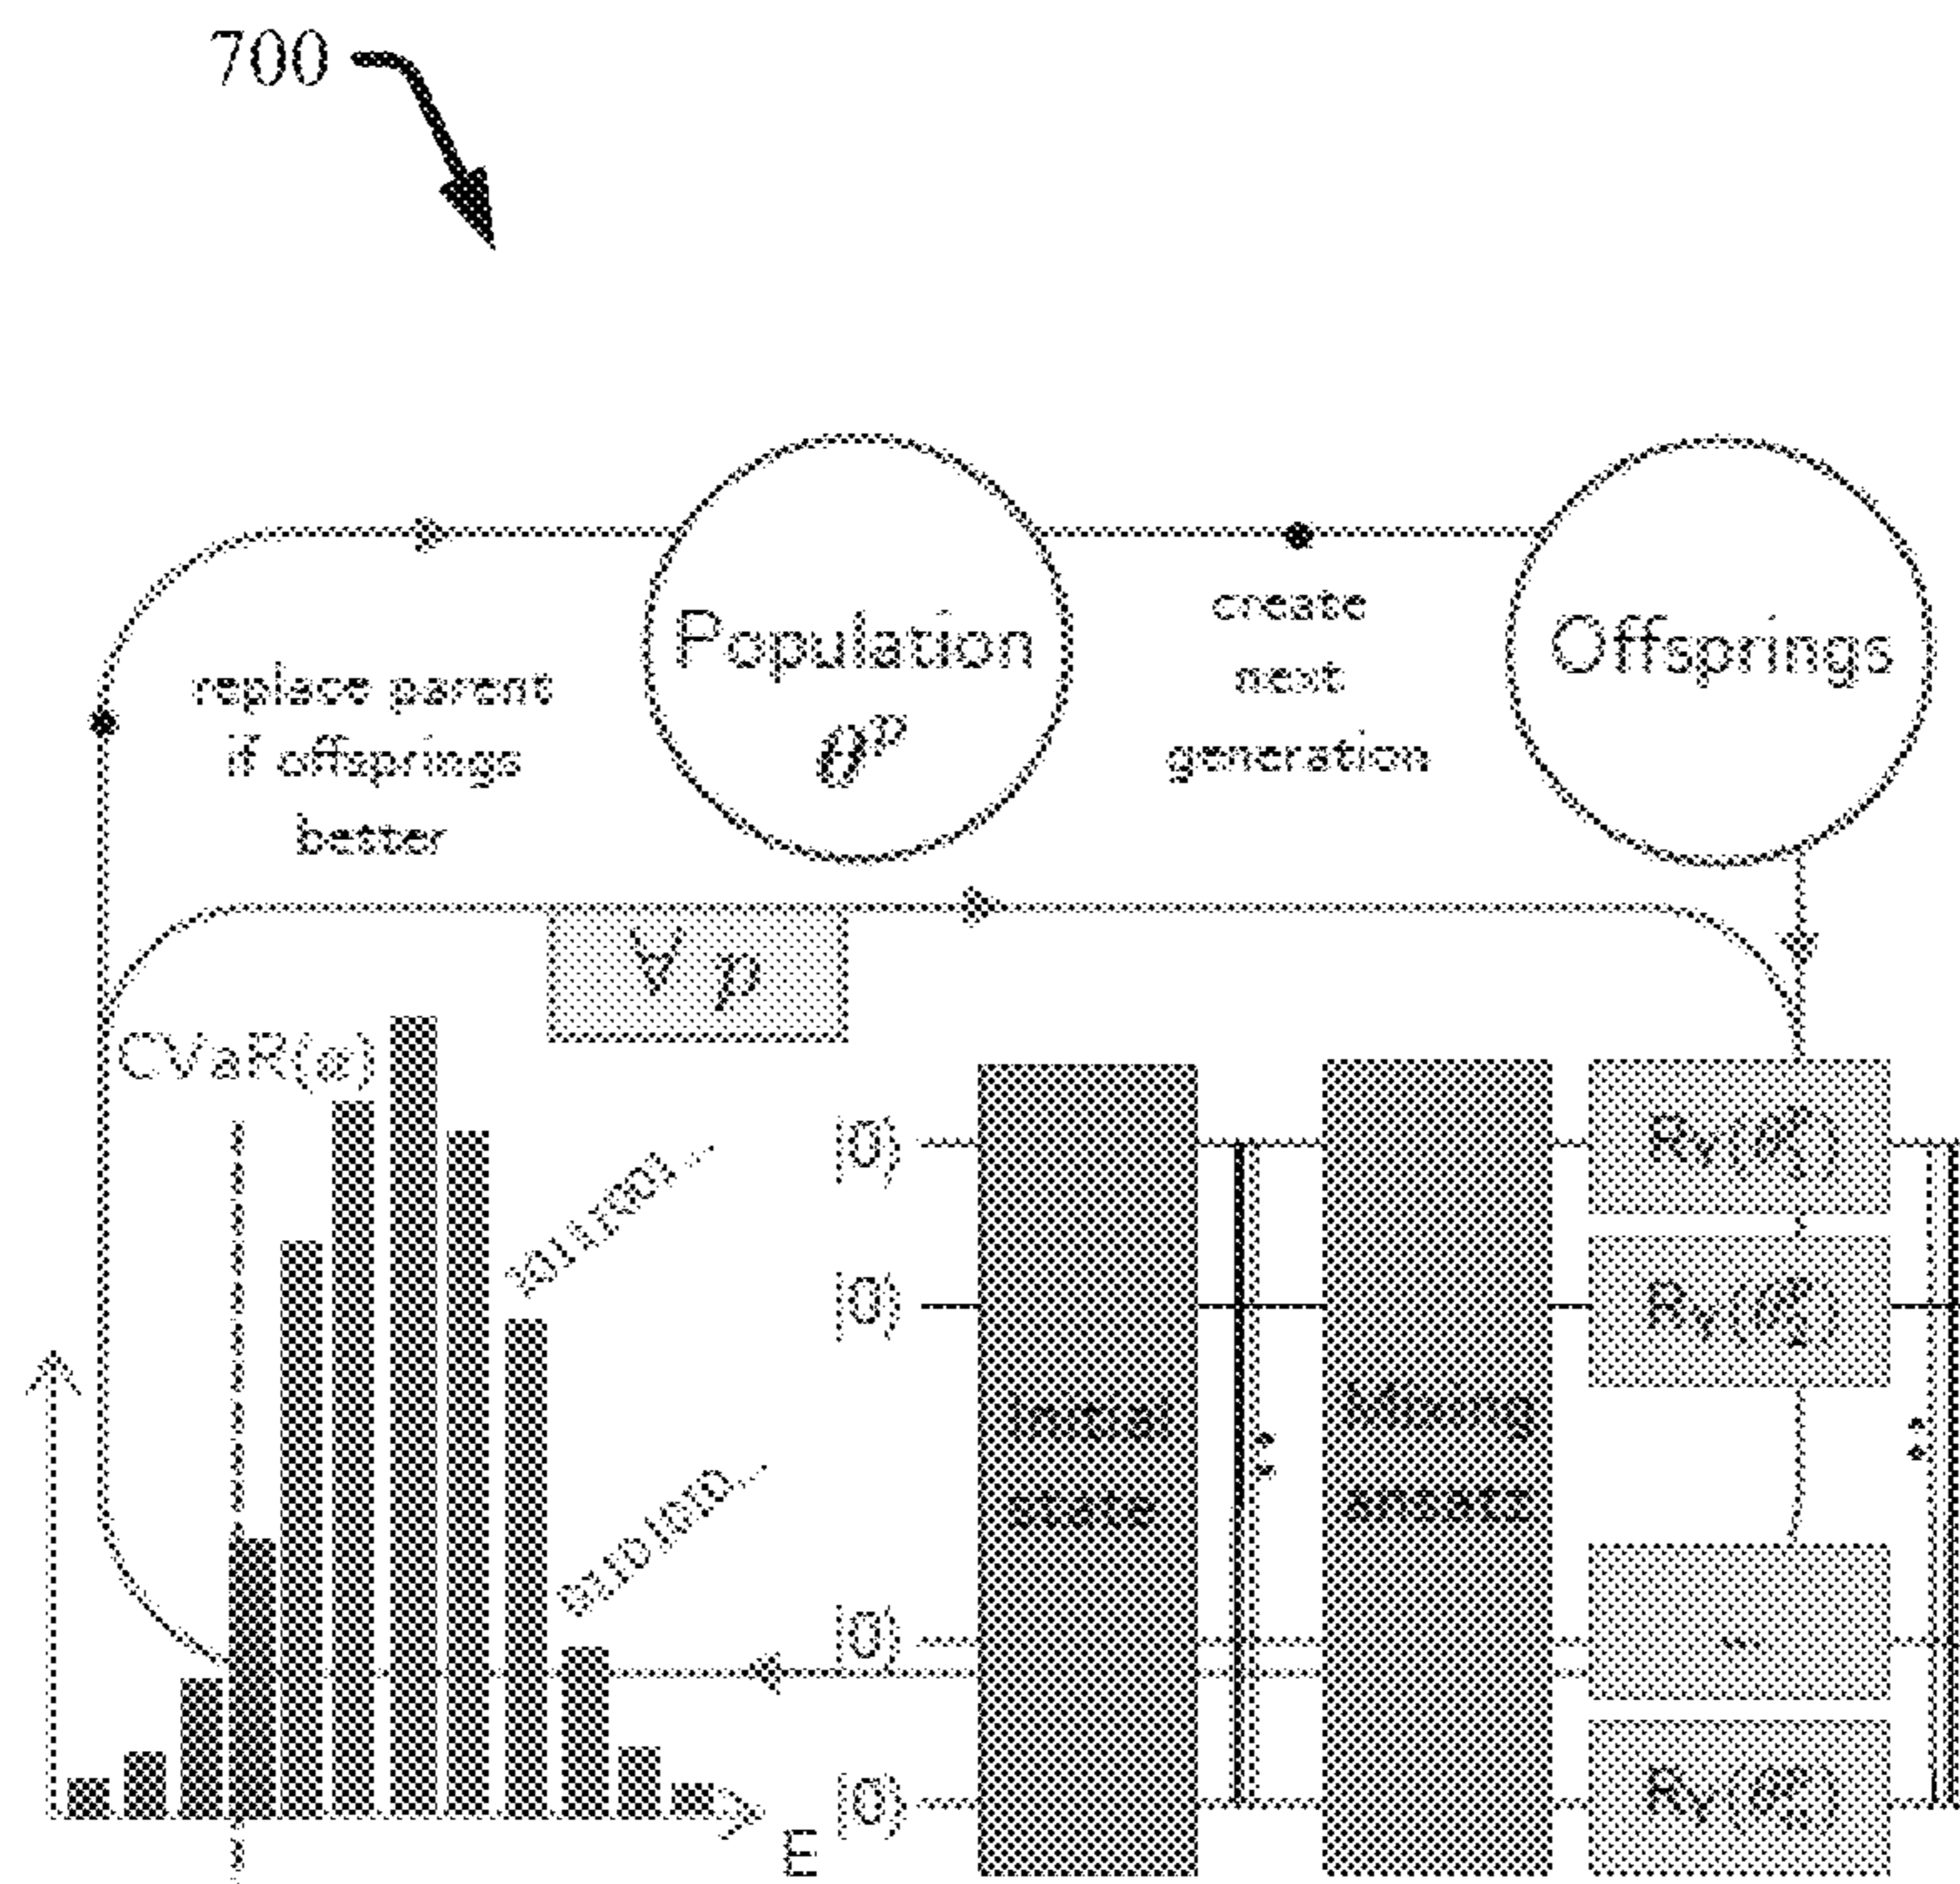 700
Population
θᵖ
create
next
generation
Offsprings
replace parent
if offsprings
better
∀ p
CVaR(α)
|0⟩
|0⟩
Initial
state
Mixing
ansatz
|0⟩
...
|0⟩
E